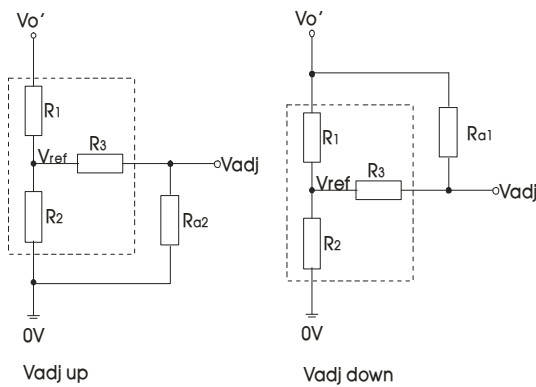 Vo'
R1
Vref
R3
Vadj
R2
Ra2
0V
Vadj up
Vo'
R1
Ra1
Vref
R3
Vadj
R2
0V
Vadj down